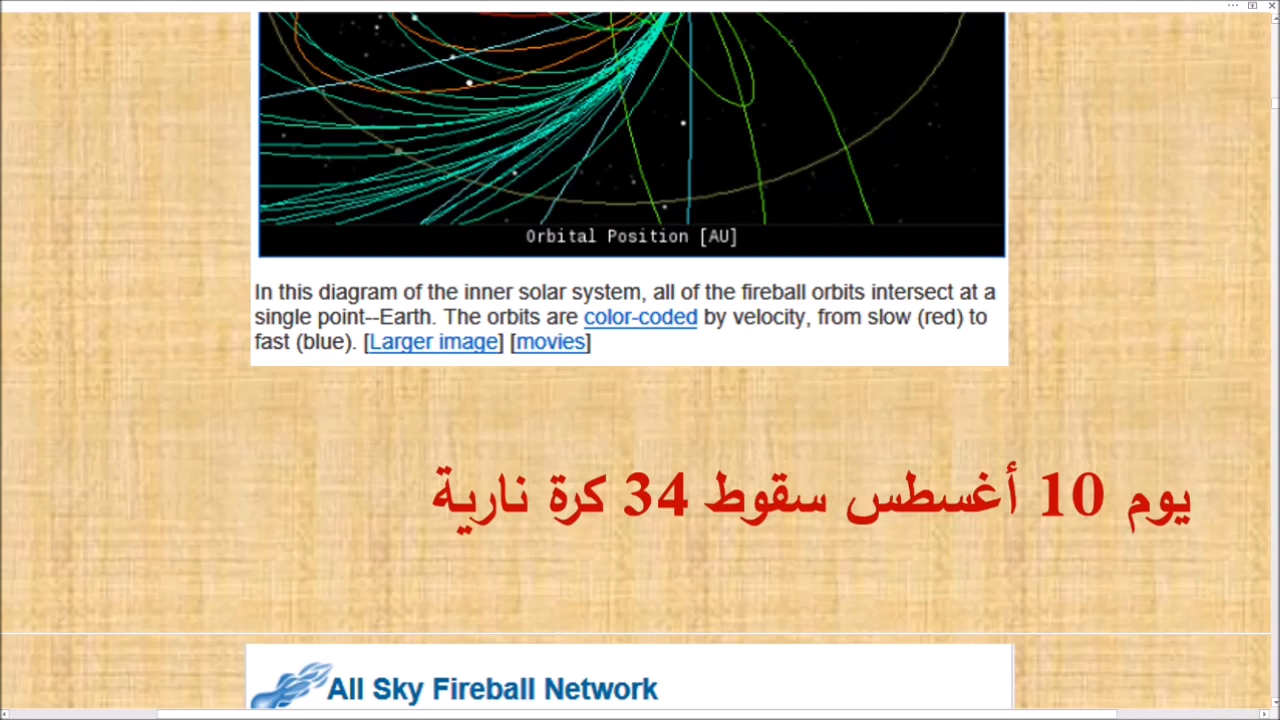 Orbital Position [AU]
In this diagram of the inner solar system, all of the fireball orbits intersect at a
single point--Earth. The orbits are color-coded by velocity, from slow (red) to
fast (blue). [Larger image] [movies]
يوم 10 أغسطس سقوط 34 كرة نارية
All Sky Fireball Network